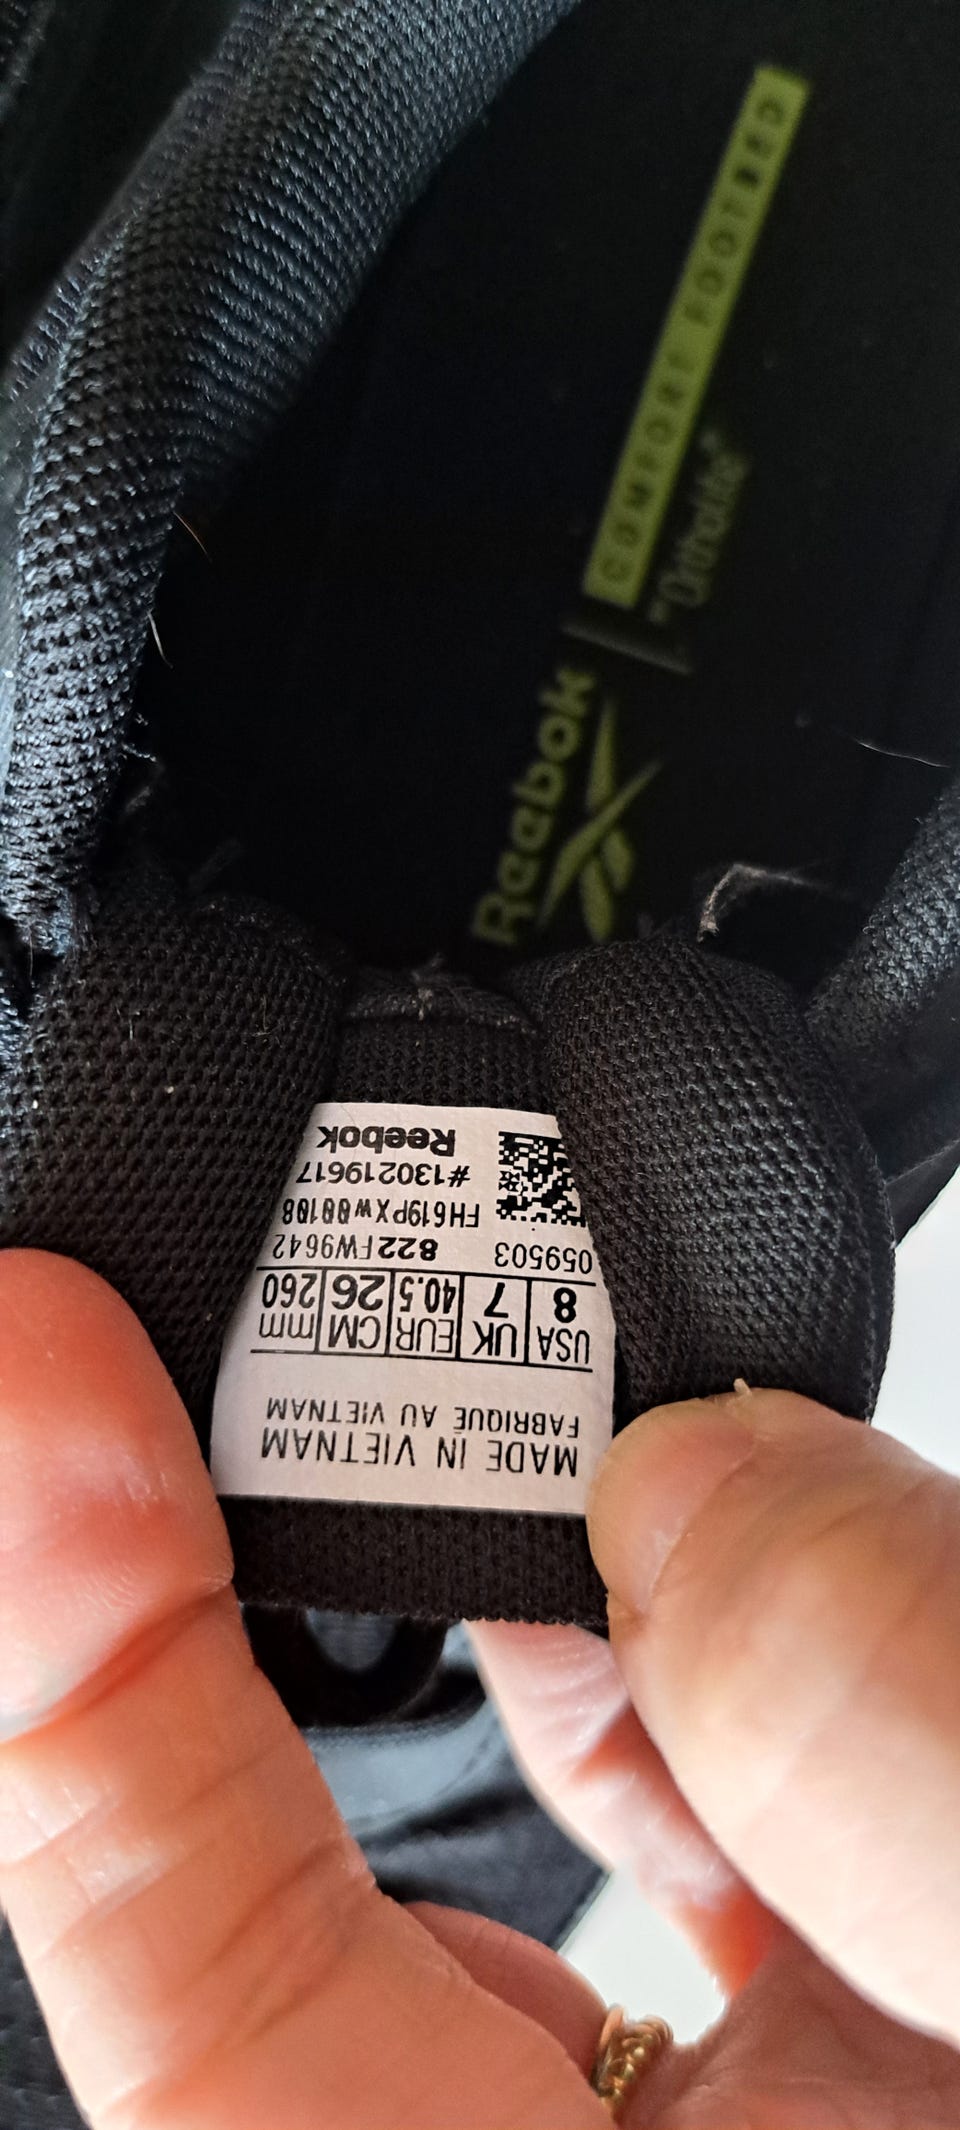 MADE IN VIETNAM
FABRIQUÉ AU VIETNAM
USA UK EUR CM mm
8 7 40.5 26 260
059503 822FW9642
FH619PXW00108
#130219617
Reebok
Reebok
COMFORT FOOTBED
Ortholite